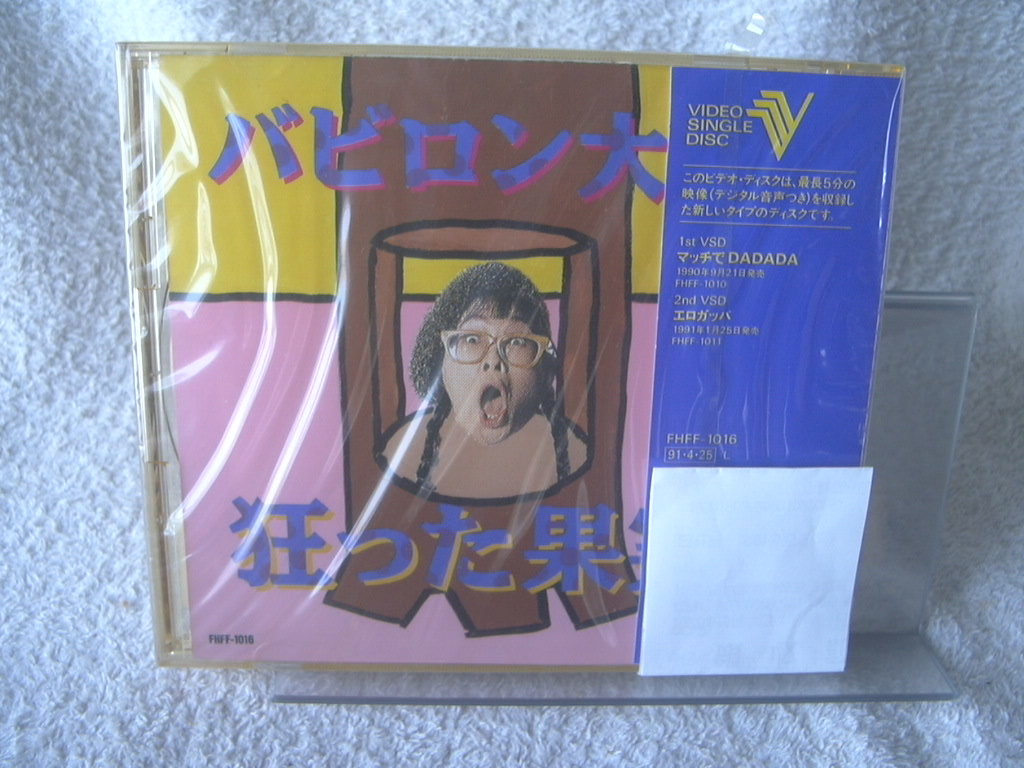 バビロン大
狂った果
FHFF-1016
VIDEO
SINGLE
DISC
このビデオ・ディスクは、最長5分の
映像(デジタル音声つき)を収録し
た新しいタイプのディスクです。
1st VSD
マッチでDADADA
1990年9月21日発売
FHFF-1010
2nd VSD
エロガッパ
1991年1月25日発売
FHFF-1011
FHFF-1016
91・4・25 L